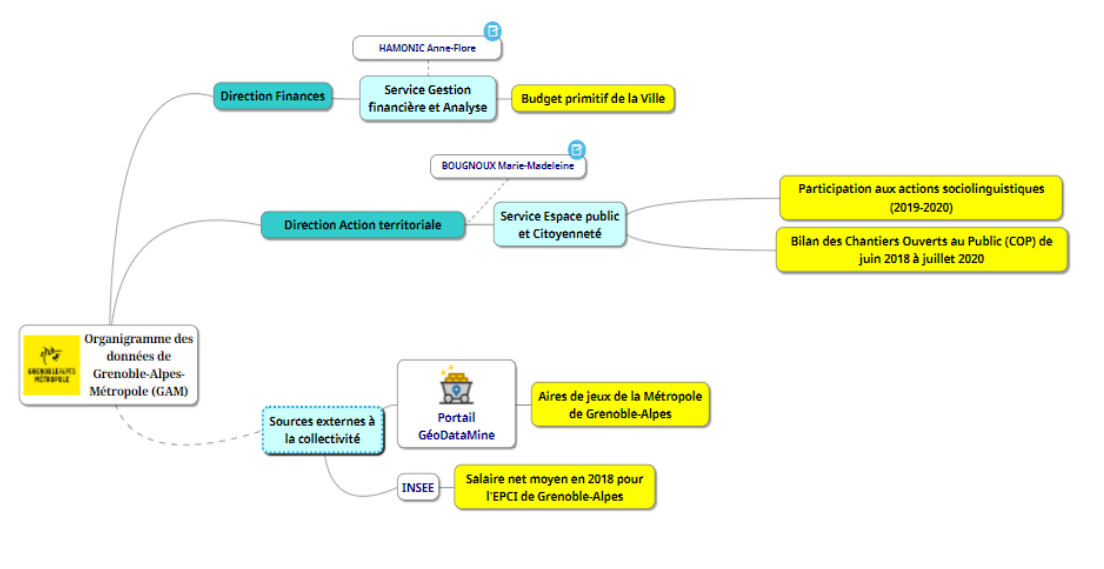 HAMONIC Anne-Flore
Direction Finances
Service Gestion
financière et Analyse
Budget primitif de la Ville
BOUGNOUX Marie-Madeleine
Direction Action territoriale
Service Espace public
et Citoyenneté
Participation aux actions sociolinguistiques
(2019-2020)
Bilan des Chantiers Ouverts au Public (COP) de
juin 2018 à juillet 2020
GRENOBLEALPES
MÉTROPOLE
Organigramme des
données de
Grenoble-Alpes-
Métropole (GAM)
Sources externes à
la collectivité
Portail
GéoDataMine
Aires de jeux de la Métropole
de Grenoble-Alpes
INSEE
Salaire net moyen en 2018 pour
l'EPCI de Grenoble-Alpes